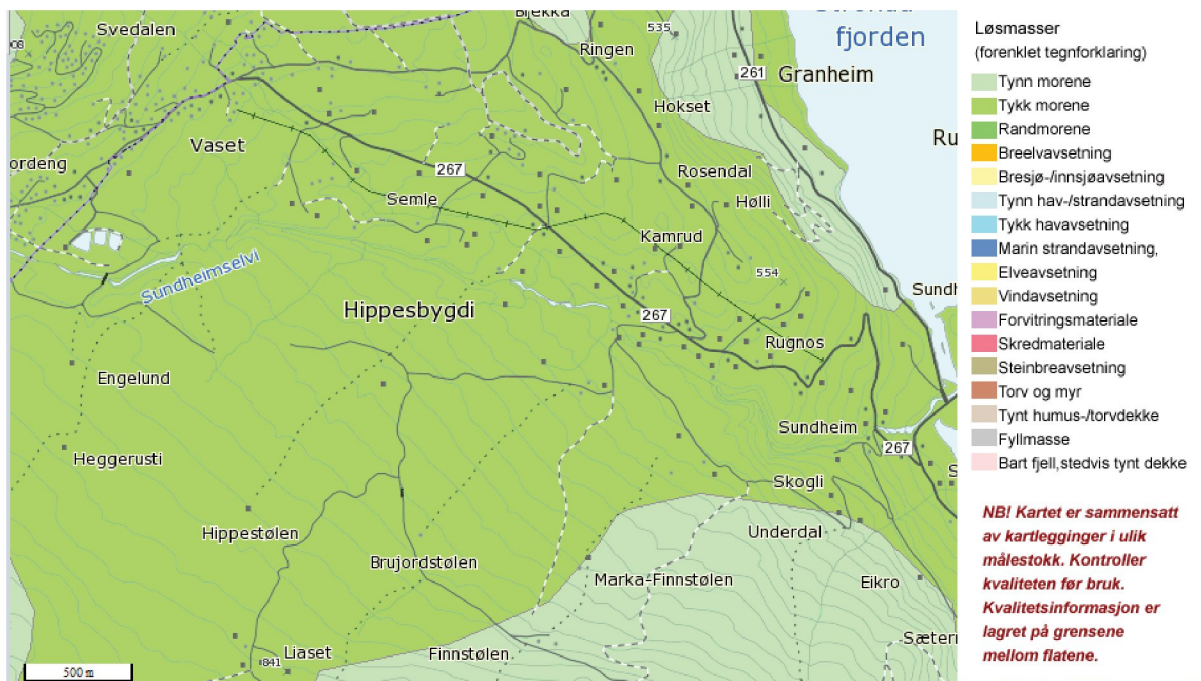 Svedalen
Brekka
535
fjorden
Ringen
261
Granheim
Hokset
Vaset
267
Rosendal
Semle
Hølli
Kamrud
554
Sundheimselvi
Hippesbygdi
267
Rugnos
Engelund
Sundheim
267
Heggerusti
Skogli
Hippestølen
Underdal
Brujordstølen
Marka-Finnstølen
Eikro
Liaset
841
Finnstølen
500 m
Løsmasser
(forenklet tegnforklaring)
Tynn morene
Tykk morene
Randmorene
Breelvavsetning
Bresjø-/innsjøavsetning
Tynn hav-/strandavsetning
Tykk havavsetning
Marin strandavsetning,
Elveavsetning
Vindavsetning
Forvitringsmateriale
Skredmateriale
Steinbreavsetning
Torv og myr
Tynt humus-/torvdekke
Fyllmasse
Bart fjell,stedvis tynt dekke
NB! Kartet er sammensatt
av kartlegginger i ulik
målestokk. Kontroller
kvaliteten før bruk.
Kvalitetsinformasjon er
lagret på grensene
mellom flatene.